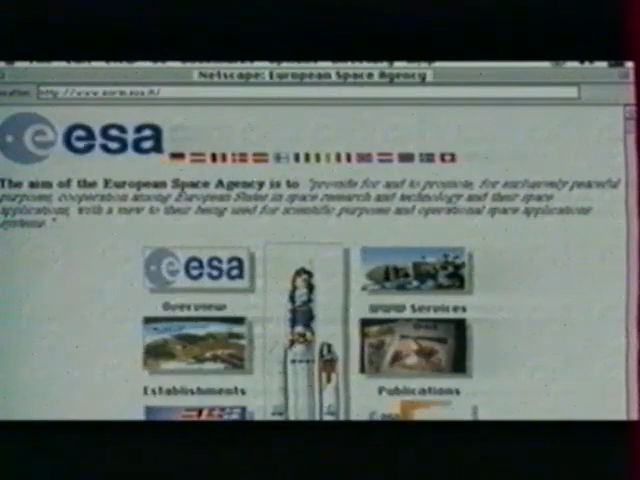 Netscape: European Space Agency
esa
The aim of the European Space Agency is to "provide for and to promote, for exclusively peaceful
purposes, cooperation among European States in space research and technology and their space
applications, with a view to their being used for scientific purposes and operational space applications
systems."
esa
Overview
WWW Services
Establishments
Publications